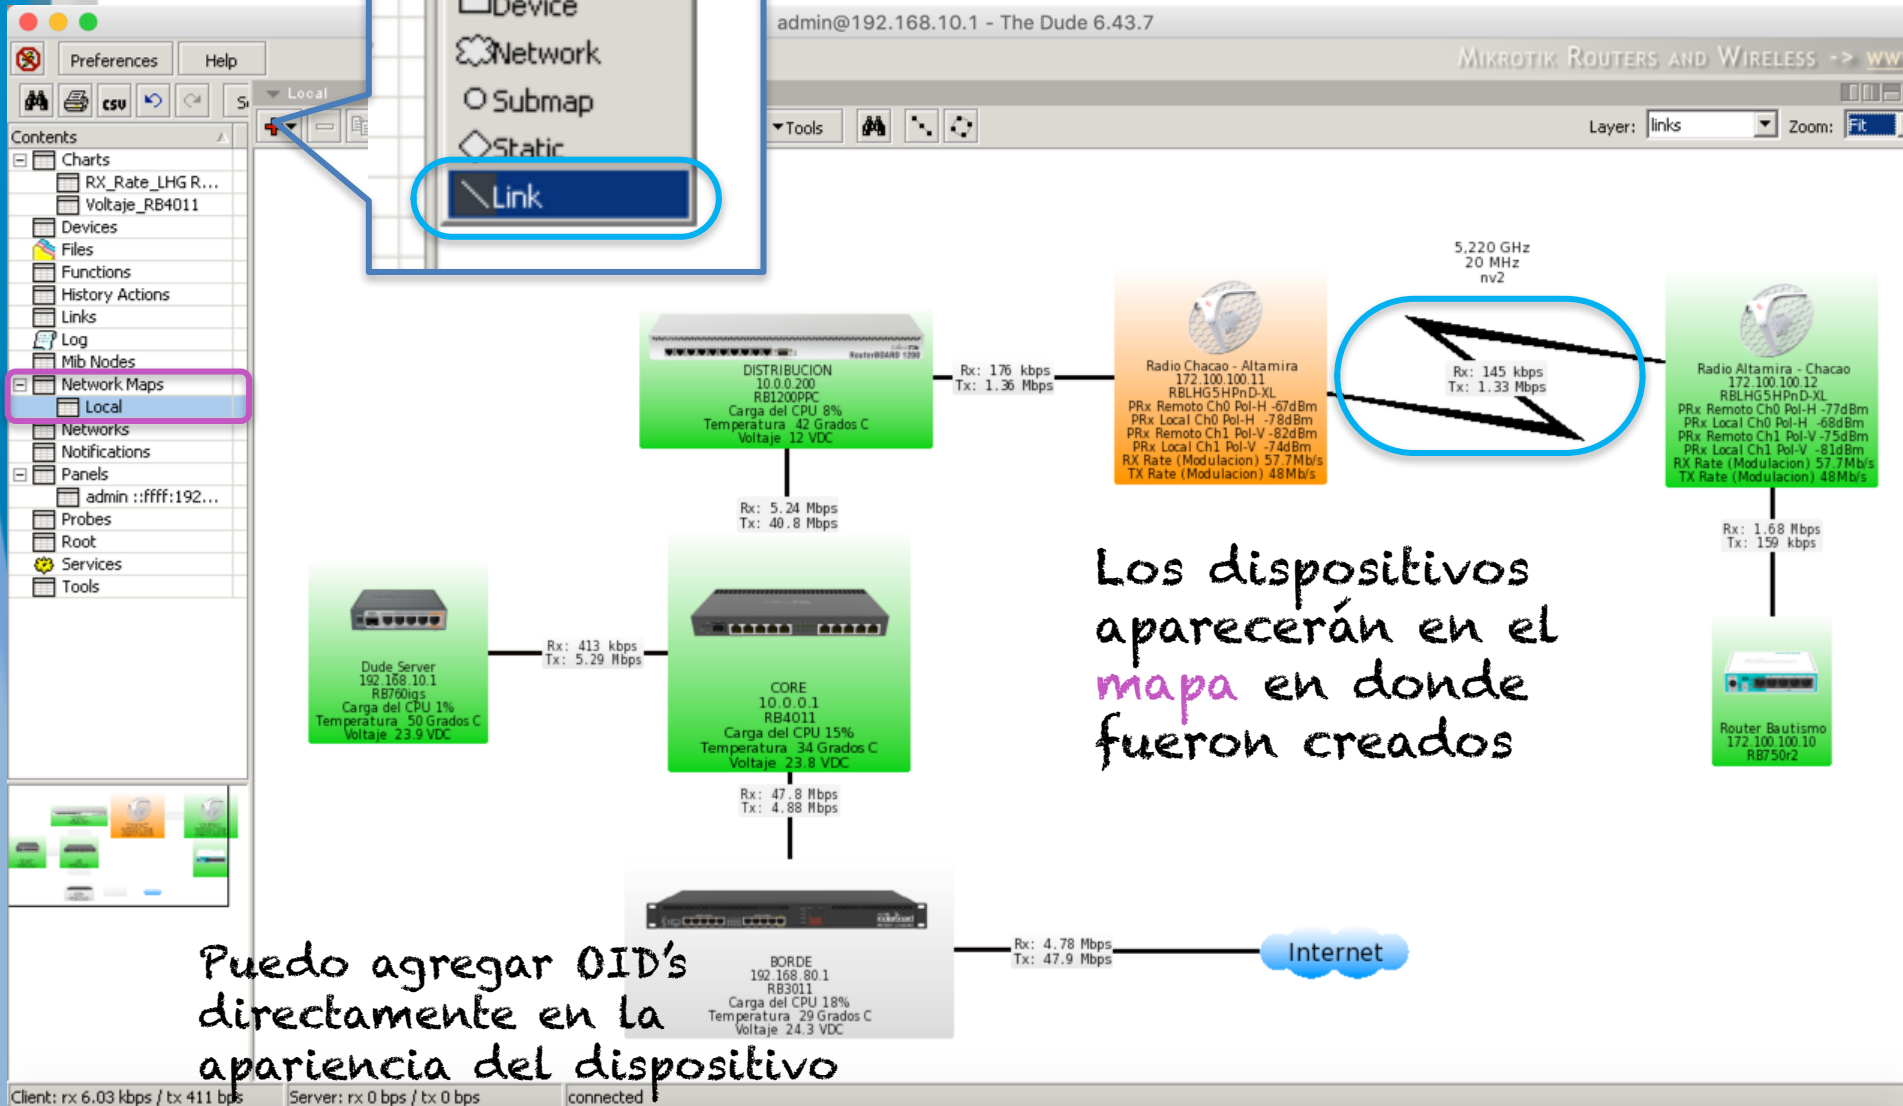 Device
Network
Submap
Static
Link
admin@192.168.10.1 - The Dude 6.43.7
Preferences
Help
MIKROTIK ROUTERS AND WIRELESS ->
csv
Local
Tools
Layer:
links
Zoom:
Fit
Contents
Charts
RX_Rate_LHG R...
Voltaje_RB4011
Devices
Files
Functions
History Actions
Links
Log
Mib Nodes
Network Maps
Local
Networks
Notifications
Panels
admin ::ffff:192...
Probes
Root
Services
Tools
RouterBOARD 1200
DISTRIBUCION
10.0.0.200
RB1200PPC
Carga del CPU 8%
Temperatura 42 Grados C
Voltaje 12 VDC
Rx: 176 kbps
Tx: 1.36 Mbps
Radio Chacao - Altamira
172.100.100.11
RBLHG5HPnD-XL
PRx Remoto Ch0 Pol-H -67dBm
PRx Local Ch0 Pol-H -78dBm
PRx Remoto Ch1 Pol-V -82dBm
PRx Local Ch1 Pol-V -74dBm
RX Rate (Modulacion) 57.7Mb/s
TX Rate (Modulacion) 48Mb/s
5,220 GHz
20 MHz
nv2
Rx: 145 kbps
Tx: 1.33 Mbps
Radio Altamira - Chacao
172.100.100.12
RBLHG5HPnD-XL
PRx Remoto Ch0 Pol-H -77dBm
PRx Local Ch0 Pol-H -68dBm
PRx Remoto Ch1 Pol-V -75dBm
PRx Local Ch1 Pol-V -81dBm
RX Rate (Modulacion) 57.7Mb/s
TX Rate (Modulacion) 48Mb/s
Rx: 5.24 Mbps
Tx: 40.8 Mbps
Rx: 1.68 Mbps
Tx: 159 kbps
Dude Server
192.168.10.1
RB760igs
Carga del CPU 1%
Temperatura 50 Grados C
Voltaje 23.9 VDC
Rx: 413 kbps
Tx: 5.29 Mbps
CORE
10.0.0.1
RB4011
Carga del CPU 15%
Temperatura 34 Grados C
Voltaje 23.8 VDC
Los dispositivos
aparecerán en el
mapa en donde
fueron creados
Router Bautismo
172.100.100.10
RB750r2
Rx: 47.8 Mbps
Tx: 4.88 Mbps
BORDE
192.168.80.1
RB3011
Carga del CPU 18%
Temperatura 29 Grados C
Voltaje 24.3 VDC
Rx: 4.78 Mbps
Tx: 47.9 Mbps
Internet
Puedo agregar OID's
directamente en la
apariencia del dispositivo
Client: rx 6.03 kbps / tx 411 bps
Server: rx 0 bps / tx 0 bps
connected